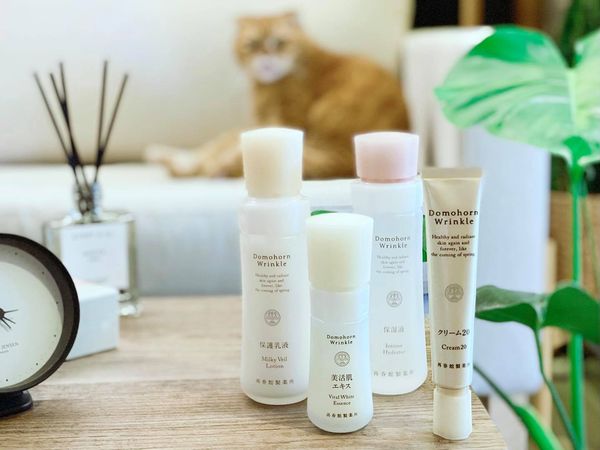 Domohorn
Wrinkle
Healthy and radiant
skin again and
forever, like
the coming of spring.
保護乳液
Milky Veil
Lotion
再春館製薬所
Domohorn
Wrinkle
美活肌
エキス
Vital White
Essence
再春館製薬所
Domohorn
Wrinkle
Healthy and radiant
skin again and
forever, like
the coming of spring.
保湿液
Intense
Hydrator
再春館製薬所
Domohorn
Wrinkle
Healthy and radiant
skin again and
forever, like
the coming of spring.
クリーム20
Cream20
再春館製薬所